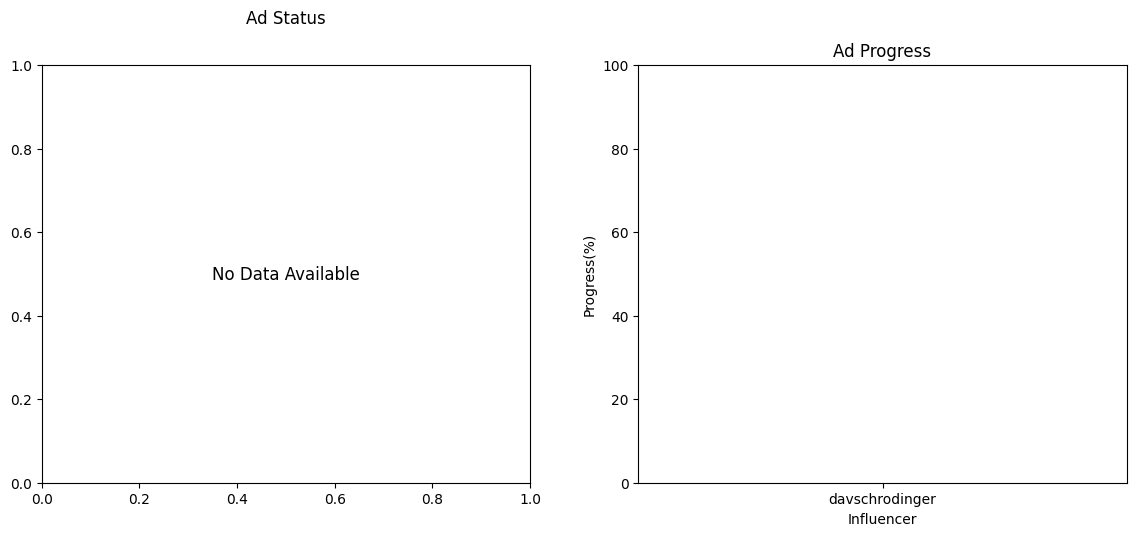 Ad Status
1.0
0.8
0.6
0.4
0.2
0.0
No Data Available
0.0 0.2 0.4 0.6 0.8 1.0
Ad Progress
100
80
60
40
20
0
Progress(%)
davschrodinger
Influencer